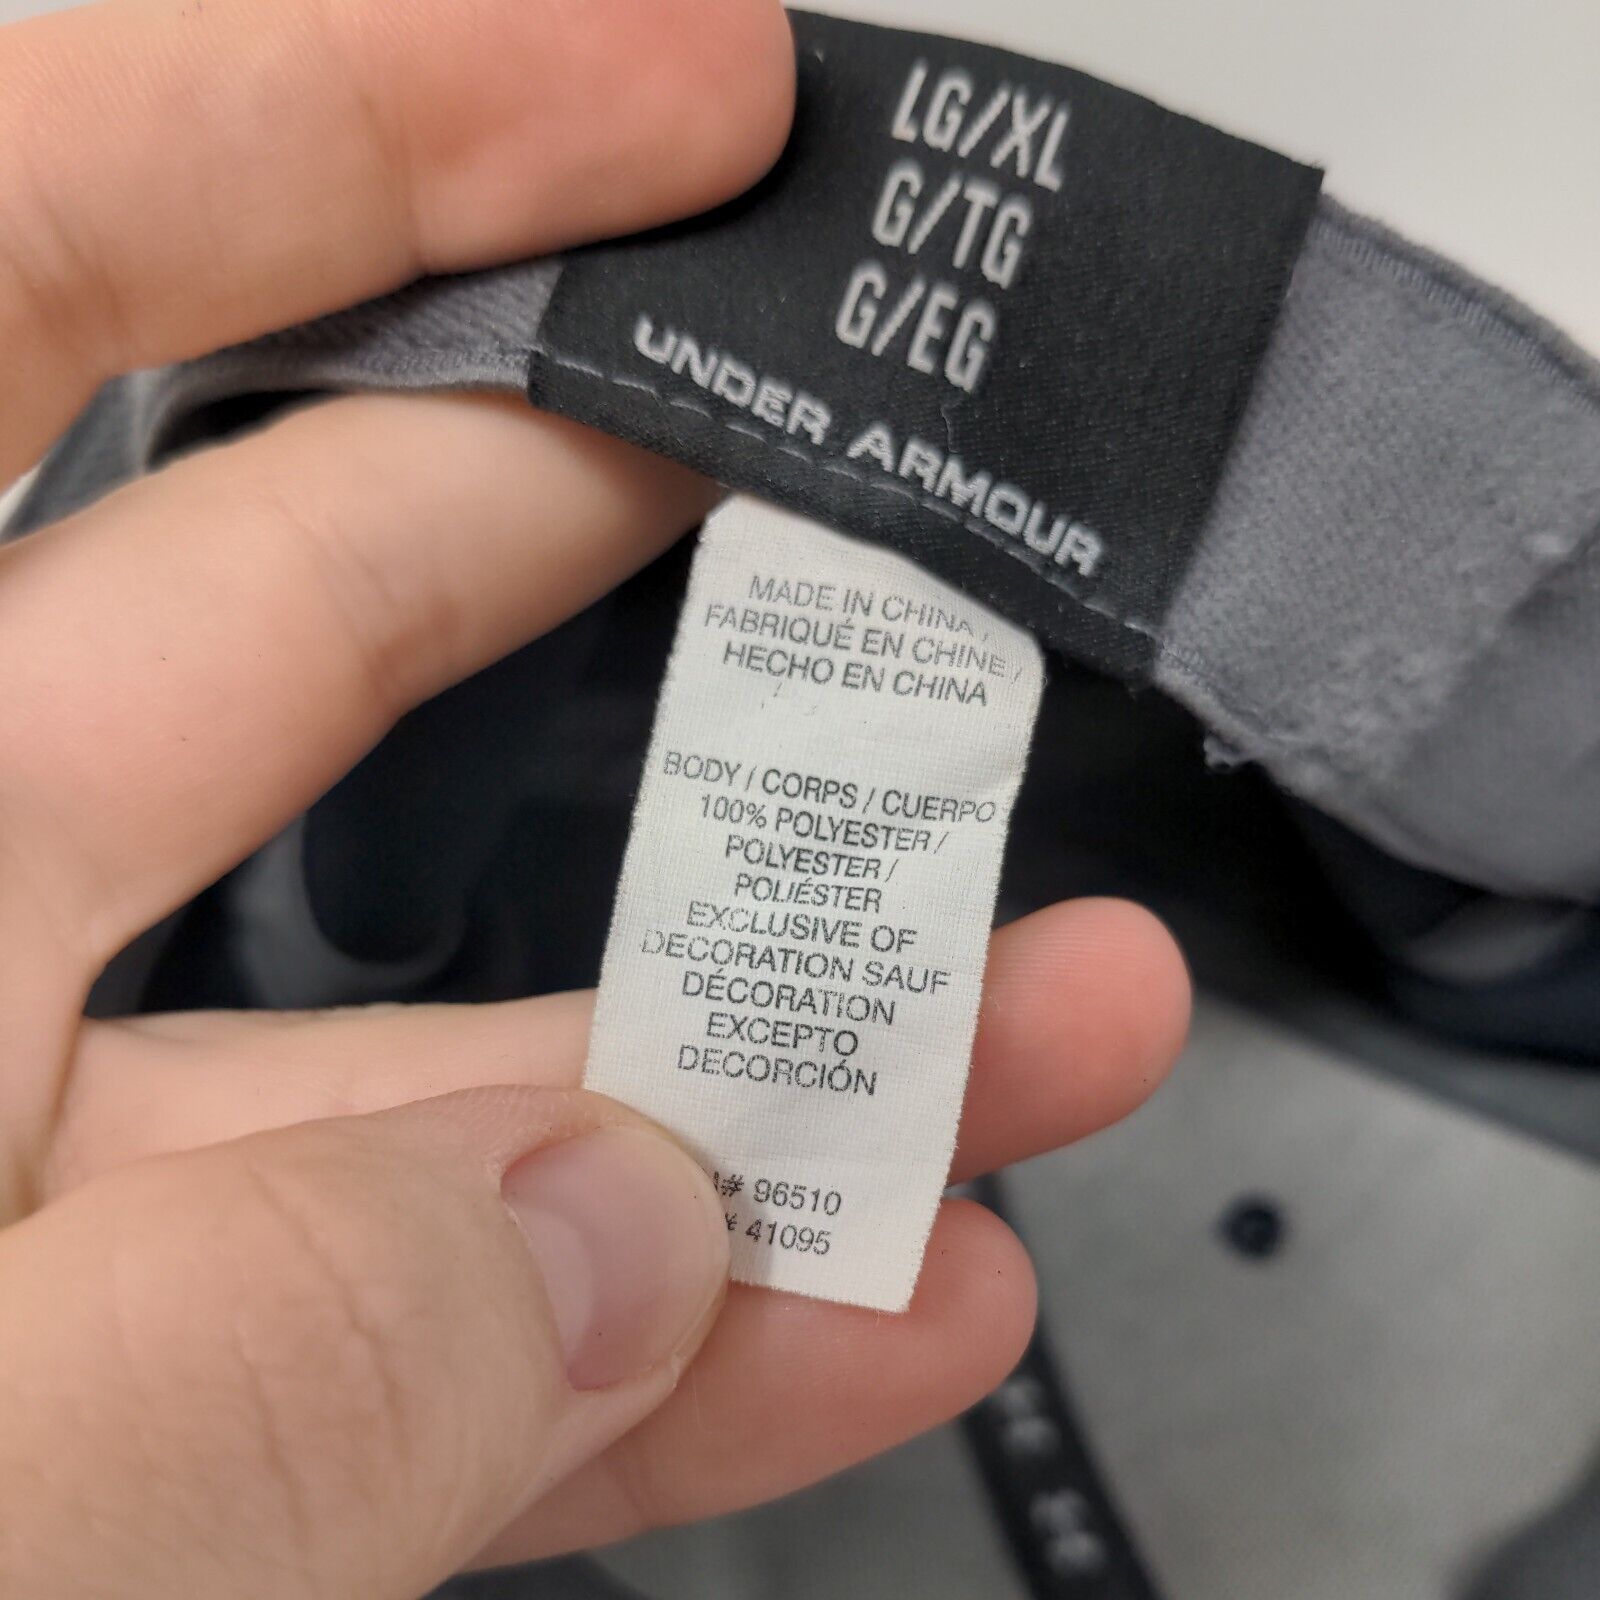 LG/XL
G/TG
G/EG
UNDER ARMOUR
MADE IN CHINA /
FABRIQUÉ EN CHINE /
HECHO EN CHINA
BODY / CORPS / CUERPO
100% POLYESTER /
POLYESTER /
POLIÉSTER
EXCLUSIVE OF
DECORATION SAUF
DÉCORATION
EXCEPTO
DECORCIÓN
# 96510
# 41095